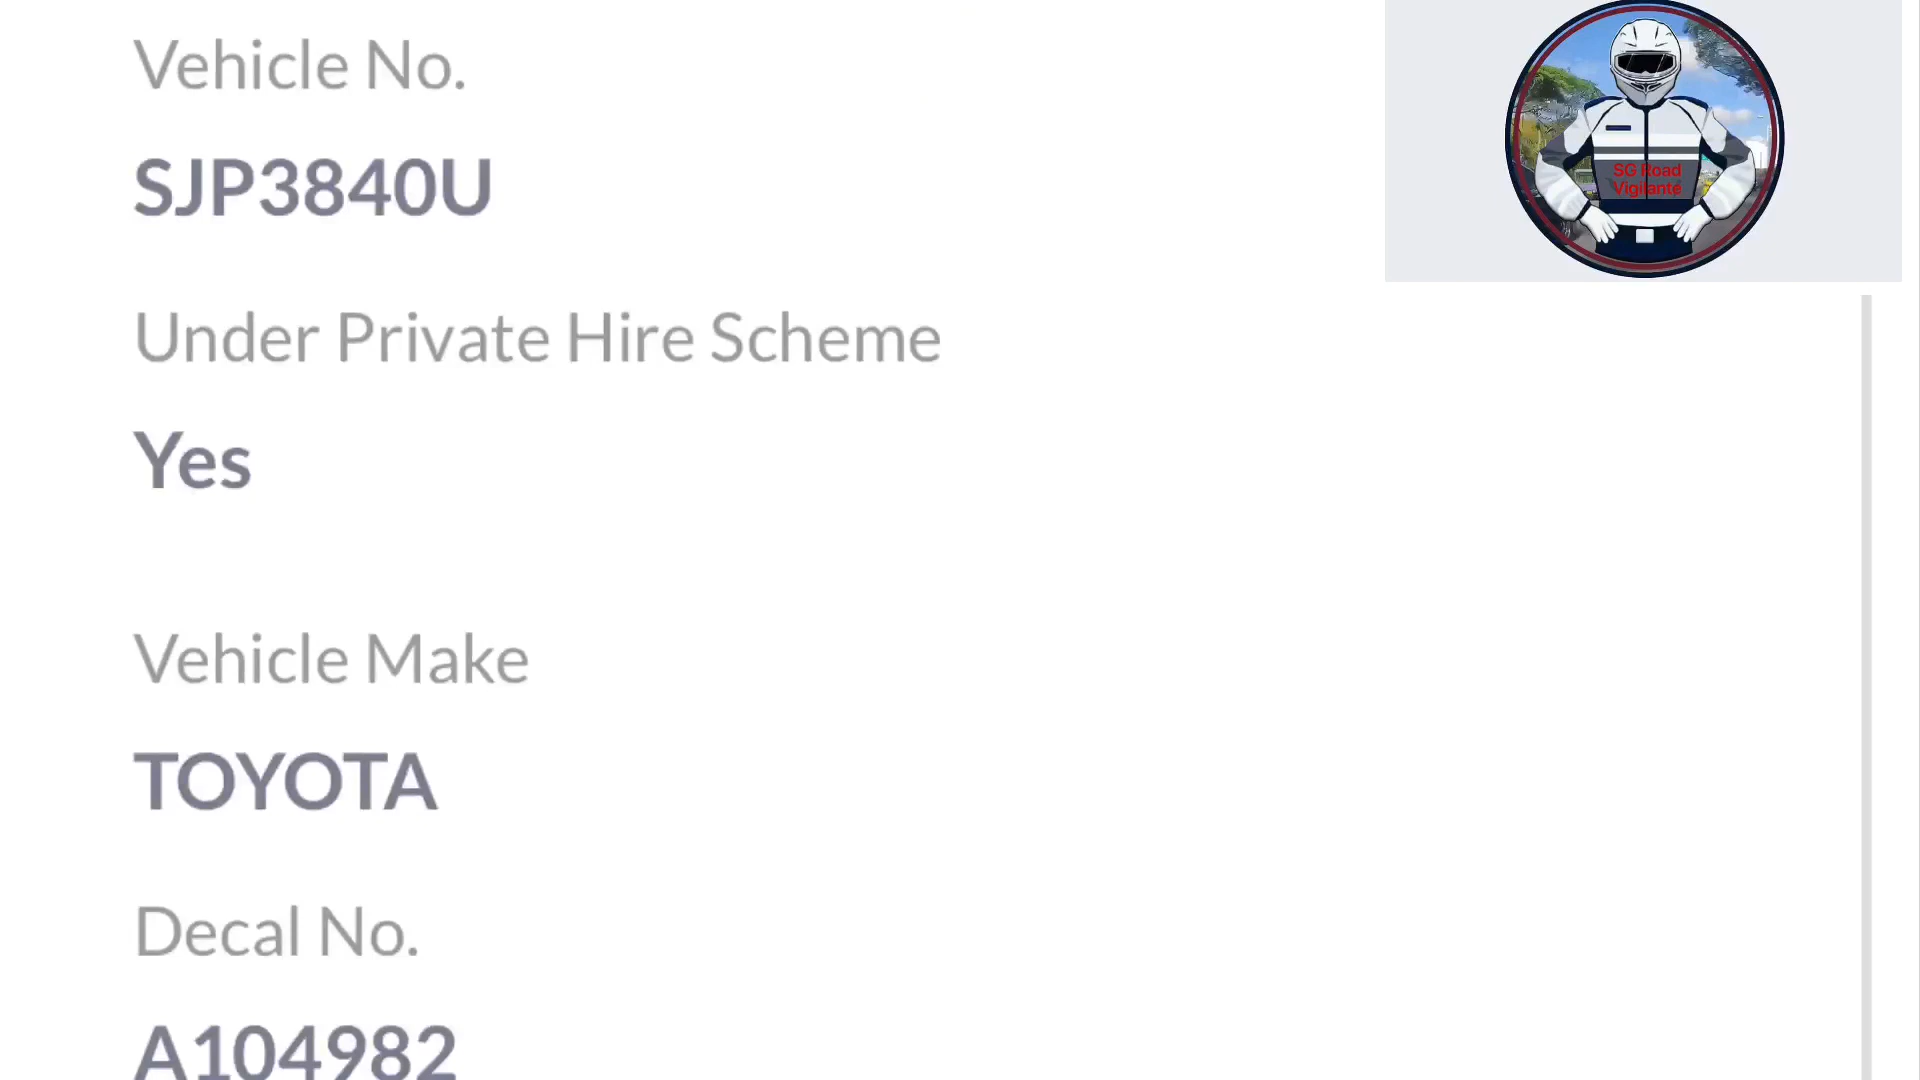 Vehicle No.
SJP3840U
Under Private Hire Scheme
Yes
Vehicle Make
TOYOTA
Decal No.
A104982
SG Road
Vigilante